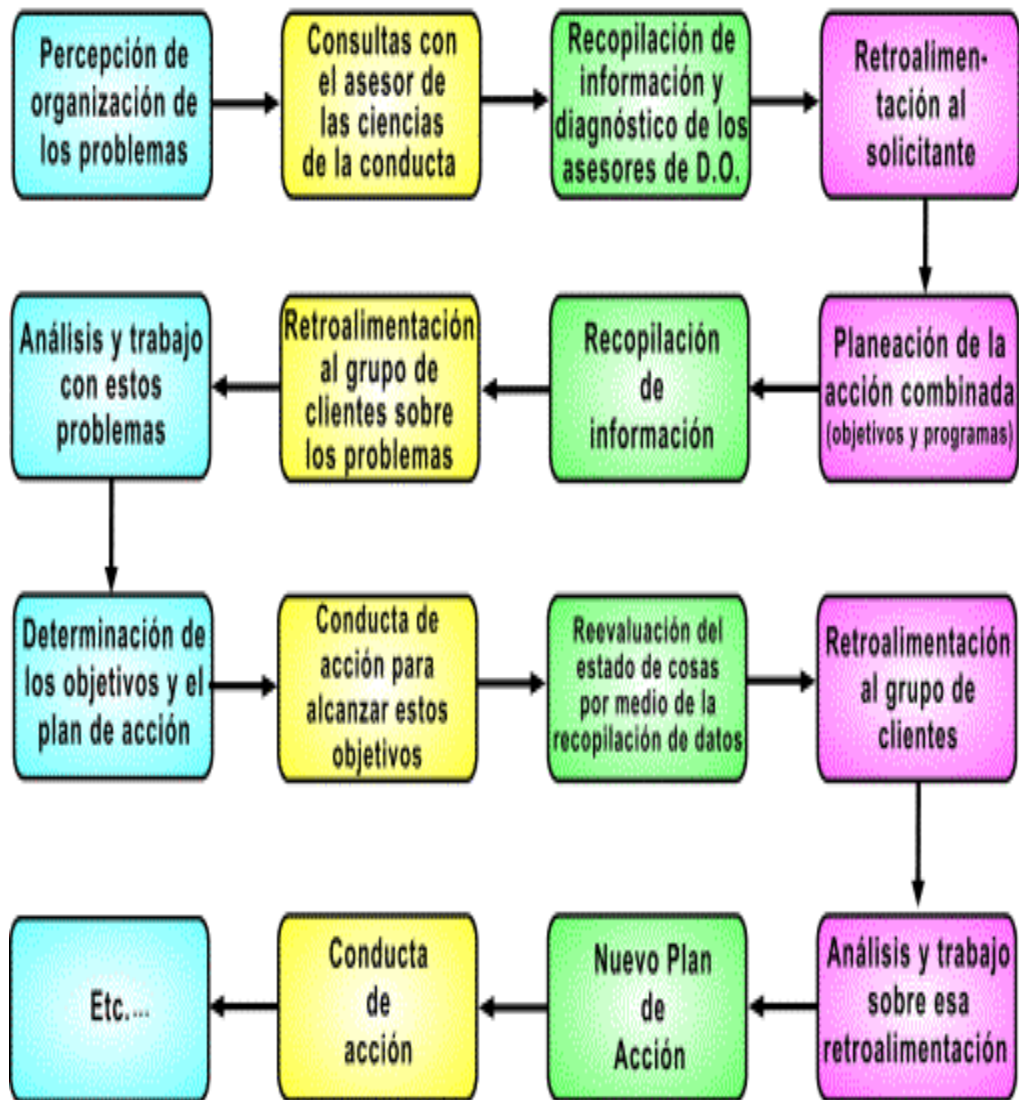 Percepción de
organización de
los problemas
Consultas con
el asesor de
las ciencias
de la conducta
Recopilación de
información y
diagnóstico de los
asesores de D.O.
Retroalimen-
tación al
solicitante
Planeación de la
acción combinada
(objetivos y programas)
Recopilación
de
información
Retroalimentación
al grupo de
clientes sobre
los problemas
Análisis y trabajo
con estos
problemas
Determinación de
los objetivos y el
plan de acción
Conducta de
acción para
alcanzar estos
objetivos
Reevaluación del
estado de cosas
por medio de la
recopilación de datos
Retroalimentación
al grupo de
clientes
Análisis y trabajo
sobre esa
retroalimentación
Nuevo Plan
de
Acción
Conducta
de
acción
Etc....